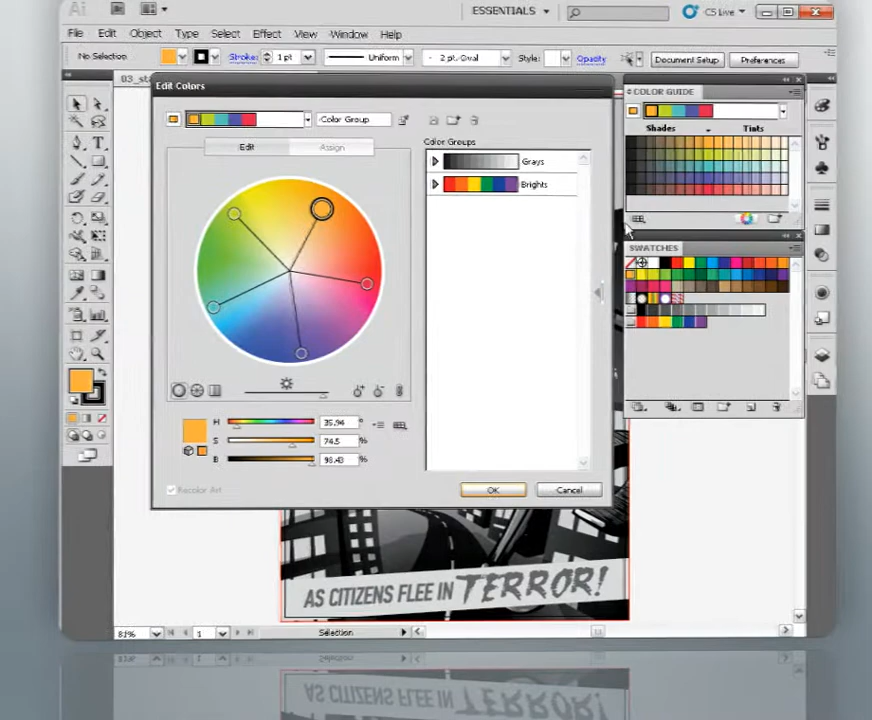 Ai Br ESSENTIALS CS Live
File Edit Object Type Select Effect View Window Help
No Selection Stroke: 1 pt Uniform 2 pt. Oval Style: Opacity Document Setup Preferences
Edit Colors
Color Group
Edit Assign
Color Groups
Grays
Brights
H 35.94 °
S 74.5 %
B 98.43 %
Recolor Art
OK Cancel
COLOR GUIDE
Shades Tints
SWATCHES
AS CITIZENS FLEE IN TERROR!
81% 1 Selection